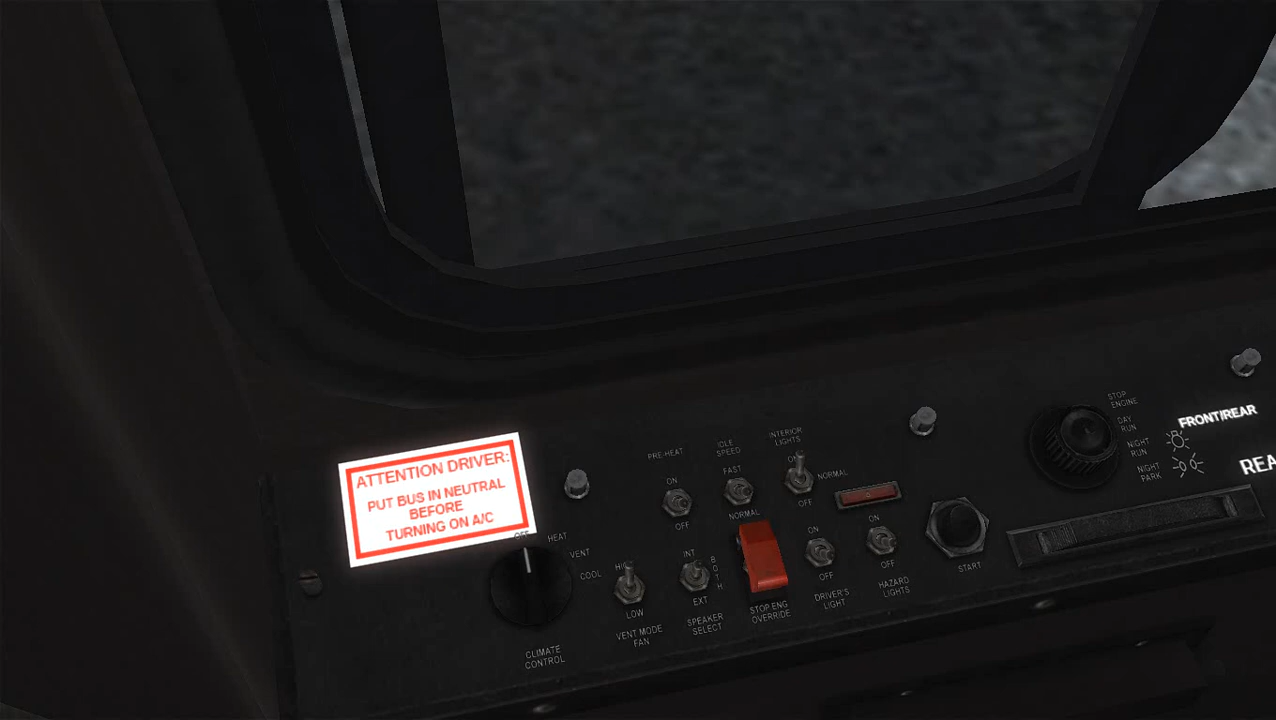 ATTENTION DRIVER:
PUT BUS IN NEUTRAL
BEFORE
TURNING ON A/C
OFF
HEAT
VENT
COOL
CLIMATE
CONTROL
LOW
VENT MODE
FAN
PRE-HEAT
ON
OFF
IDLE
SPEED
FAST
NORMAL
INTERIOR
LIGHTS
ON
NORMAL
OFF
INT
BOTH
EXT
SPEAKER
SELECT
STOP ENG
OVERRIDE
ON
OFF
DRIVER'S
LIGHT
ON
OFF
HAZARD
LIGHTS
START
STOP
ENGINE
DAY
RUN
NIGHT
RUN
NIGHT
PARK
FRONT/REAR